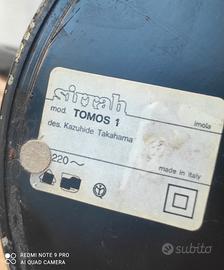 sirrah
imola
mod. TOMOS 1
des. Kazuhide Takahama
220~
made in italy
REDMI NOTE 9 PRO
AI QUAD CAMERA
subito